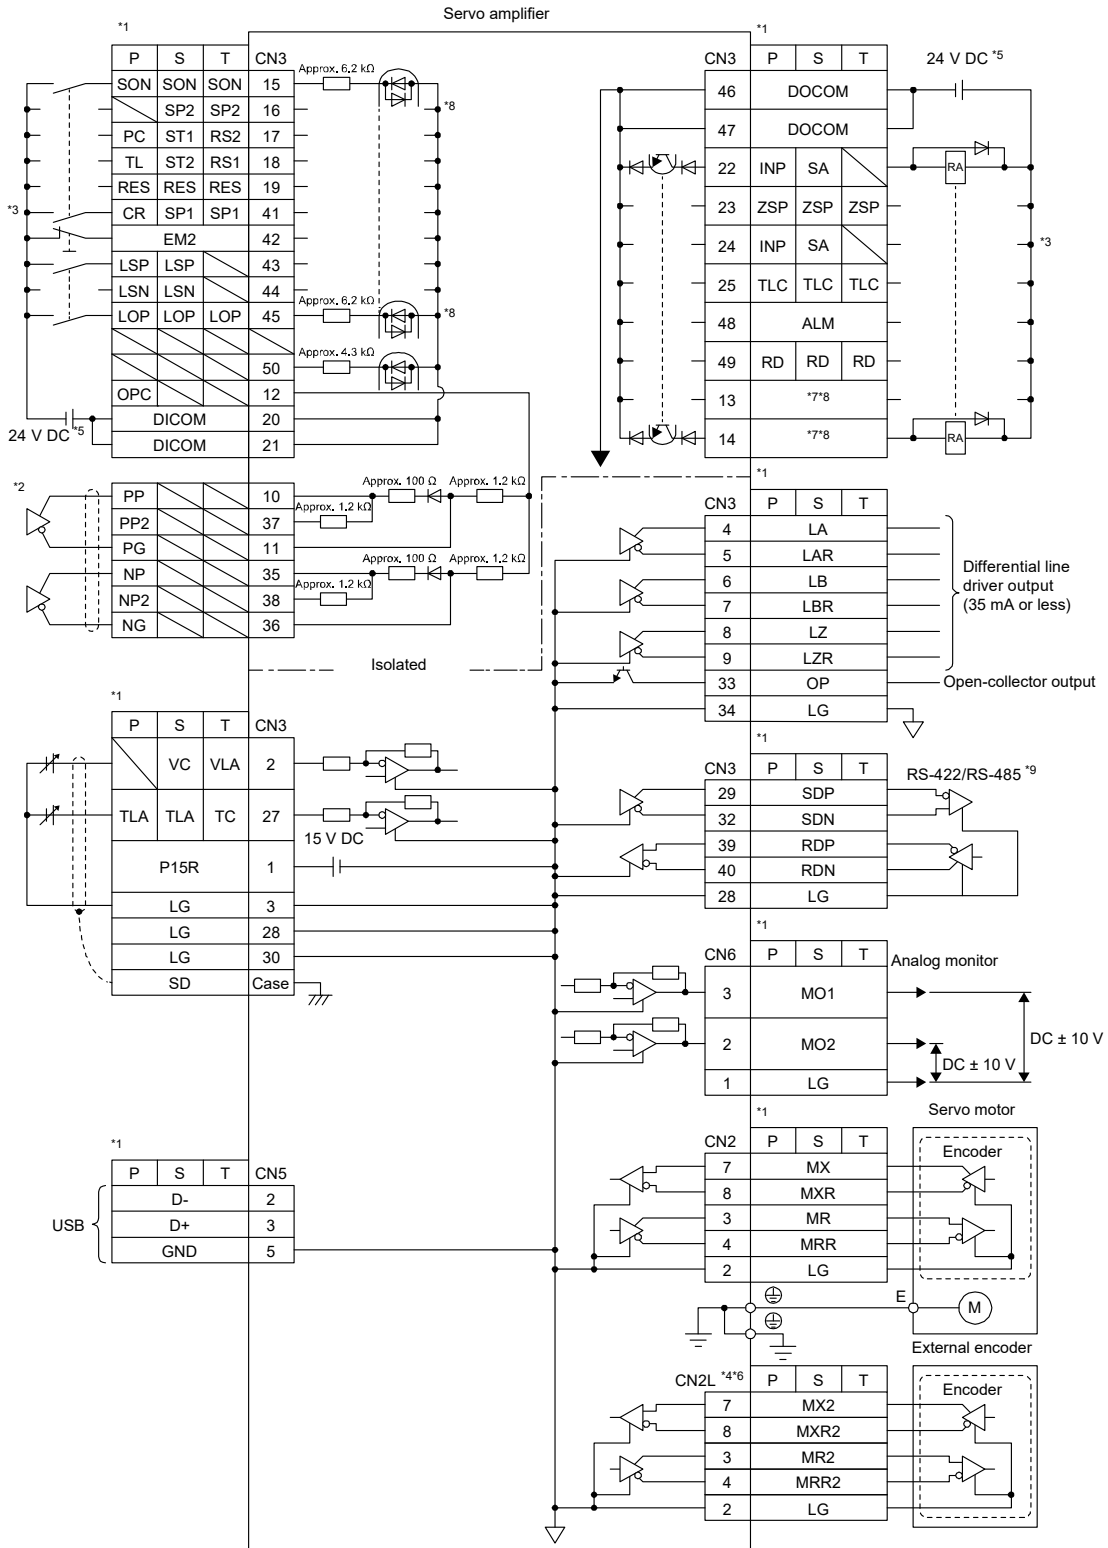 Servo amplifier
*1
P S T CN3
SON SON SON 15 Approx. 6.2 kΩ
SP2 SP2 16 *8
PC ST1 RS2 17
TL ST2 RS1 18
RES RES RES 19
*3 CR SP1 SP1 41
EM2 42
LSP LSP 43
LSN LSN 44
LOP LOP LOP 45 Approx. 6.2 kΩ *8
50 Approx. 4.3 kΩ
OPC 12
DICOM 20
24 V DC *5
DICOM 21
*2
PP 10 Approx. 100 Ω Approx. 1.2 kΩ
PP2 37 Approx. 1.2 kΩ
PG 11
NP 35 Approx. 100 Ω Approx. 1.2 kΩ
NP2 38 Approx. 1.2 kΩ
NG 36
Isolated
*1
P S T CN3
VC VLA 2
TLA TLA TC 27
15 V DC
P15R 1
LG 3
LG 28
LG 30
SD Case
*1
P S T CN5
USB
D- 2
D+ 3
GND 5
*1
CN3 P S T
24 V DC *5
46 DOCOM
47 DOCOM
22 INP SA RA
23 ZSP ZSP ZSP
24 INP SA *3
25 TLC TLC TLC
48 ALM
49 RD RD RD
13 *7*8
14 *7*8 RA
*1
CN3 P S T
4 LA
5 LAR
6 LB
7 LBR
8 LZ
9 LZR
Differential line
driver output
(35 mA or less)
33 OP Open-collector output
34 LG
*1
CN3 P S T
RS-422/RS-485 *9
29 SDP
32 SDN
39 RDP
40 RDN
28 LG
*1
CN6 P S T
Analog monitor
3 MO1
DC ± 10 V
2 MO2
DC ± 10 V
1 LG
*1
Servo motor
CN2 P S T
Encoder
7 MX
8 MXR
3 MR
4 MRR
2 LG
E M
External encoder
CN2L *4*6 P S T
Encoder
7 MX2
8 MXR2
3 MR2
4 MRR2
2 LG